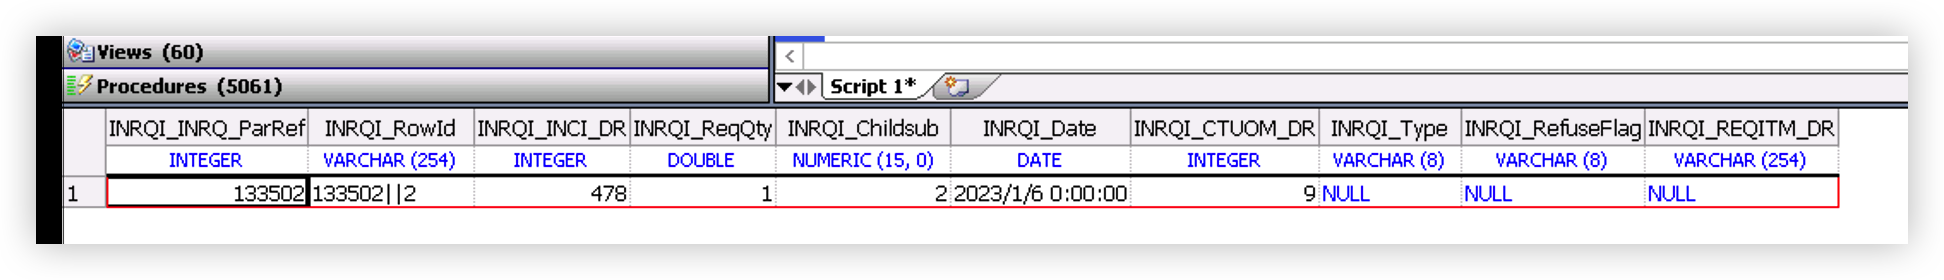 Views (60)
Procedures (5061)
Script 1*
INRQI_INRQ_ParRef INRQI_RowId INRQI_INCI_DR INRQI_ReqQty INRQI_Childsub INRQI_Date INRQI_CTUOM_DR INRQI_Type INRQI_RefuseFlag INRQI_REQITM_DR
INTEGER VARCHAR (254) INTEGER DOUBLE NUMERIC (15, 0) DATE INTEGER VARCHAR (8) VARCHAR (8) VARCHAR (254)
1 133502 133502||2 478 1 2 2023/1/6 0:00:00 9 NULL NULL NULL